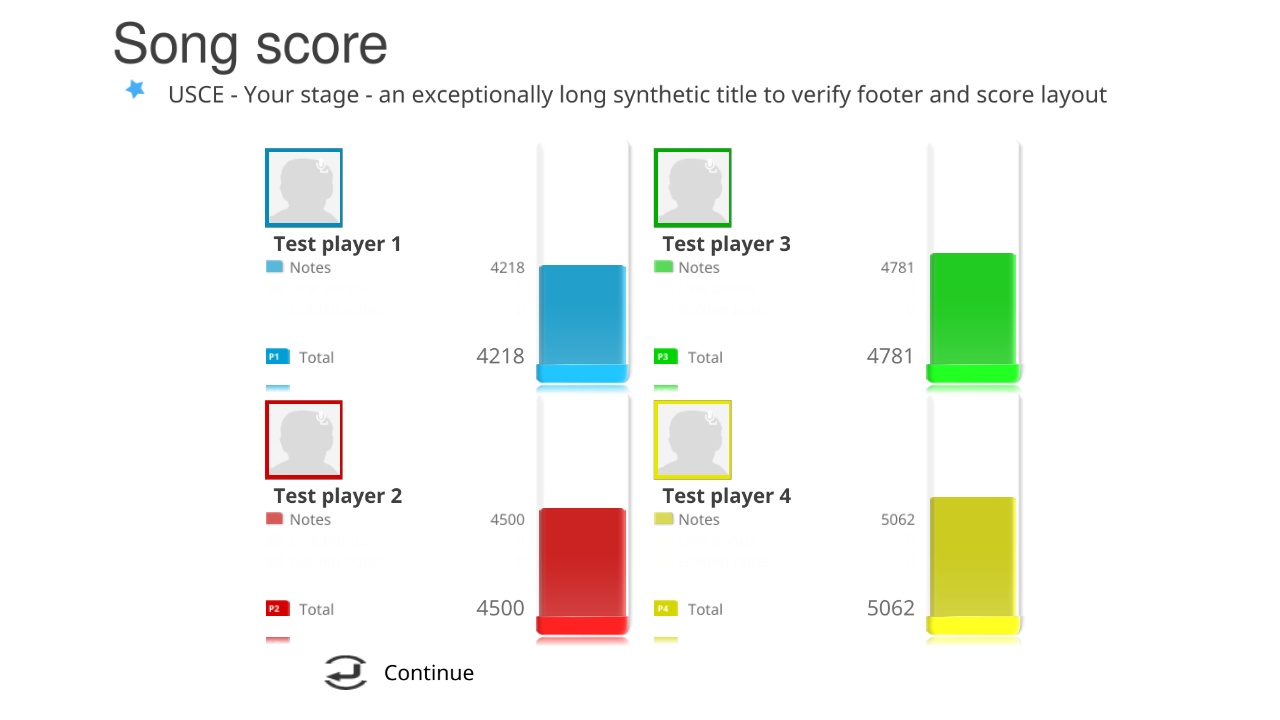 Song score
USCE - Your stage - an exceptionally long synthetic title to verify footer and score layout
Test player 1
Notes 4218
P1 Total 4218
Test player 3
Notes 4781
P3 Total 4781
Test player 2
Notes 4500
P2 Total 4500
Test player 4
Notes 5062
P4 Total 5062
Continue